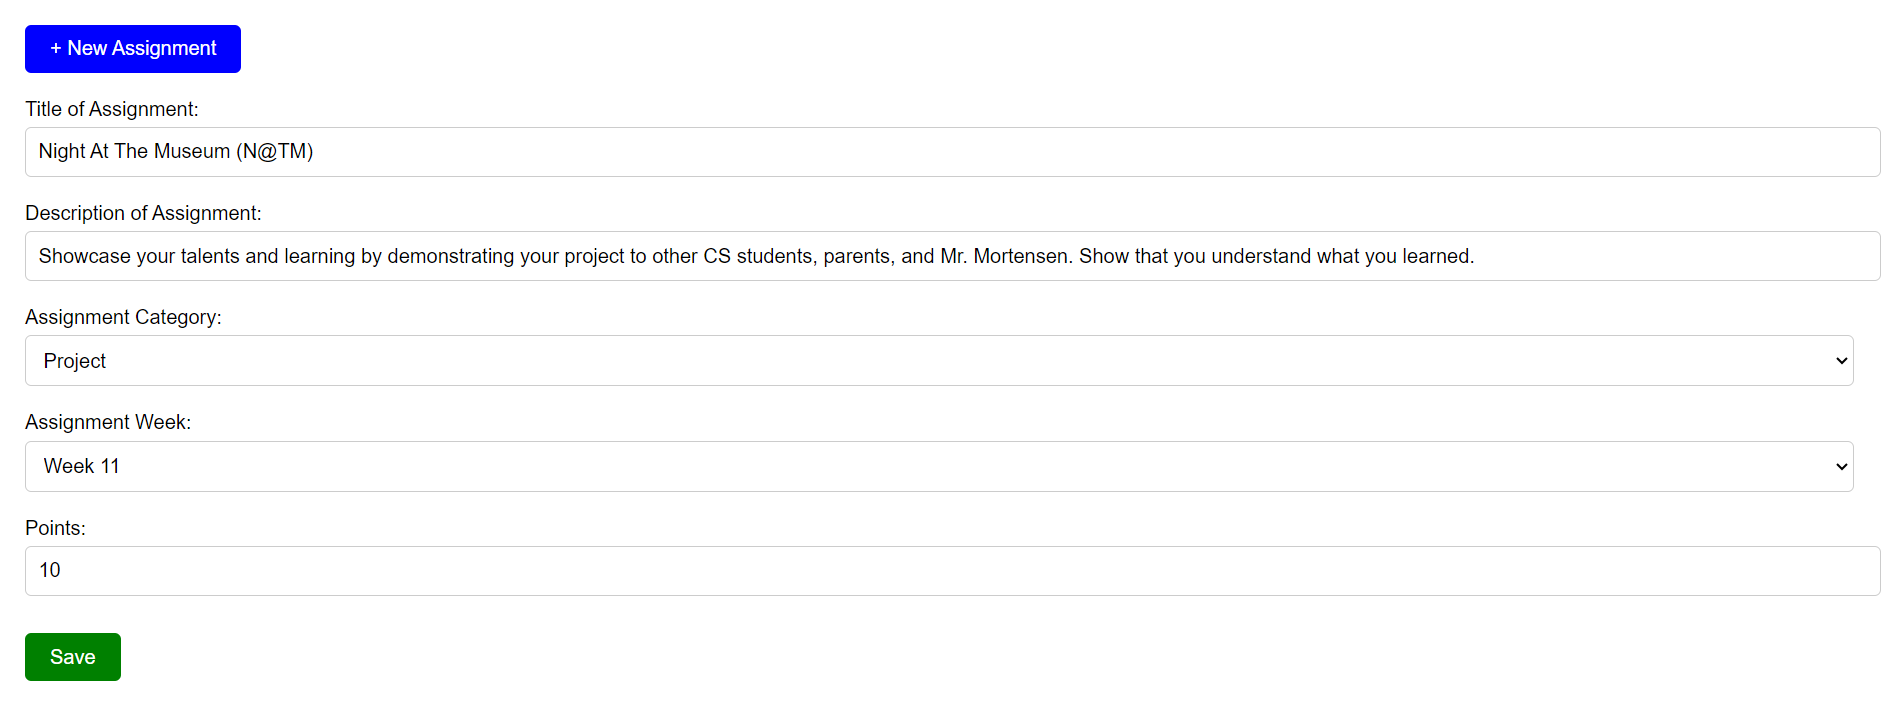 + New Assignment
Title of Assignment:
Night At The Museum (N@TM)
Description of Assignment:
Showcase your talents and learning by demonstrating your project to other CS students, parents, and Mr. Mortensen. Show that you understand what you learned.
Assignment Category:
Project
Assignment Week:
Week 11
Points:
10
Save